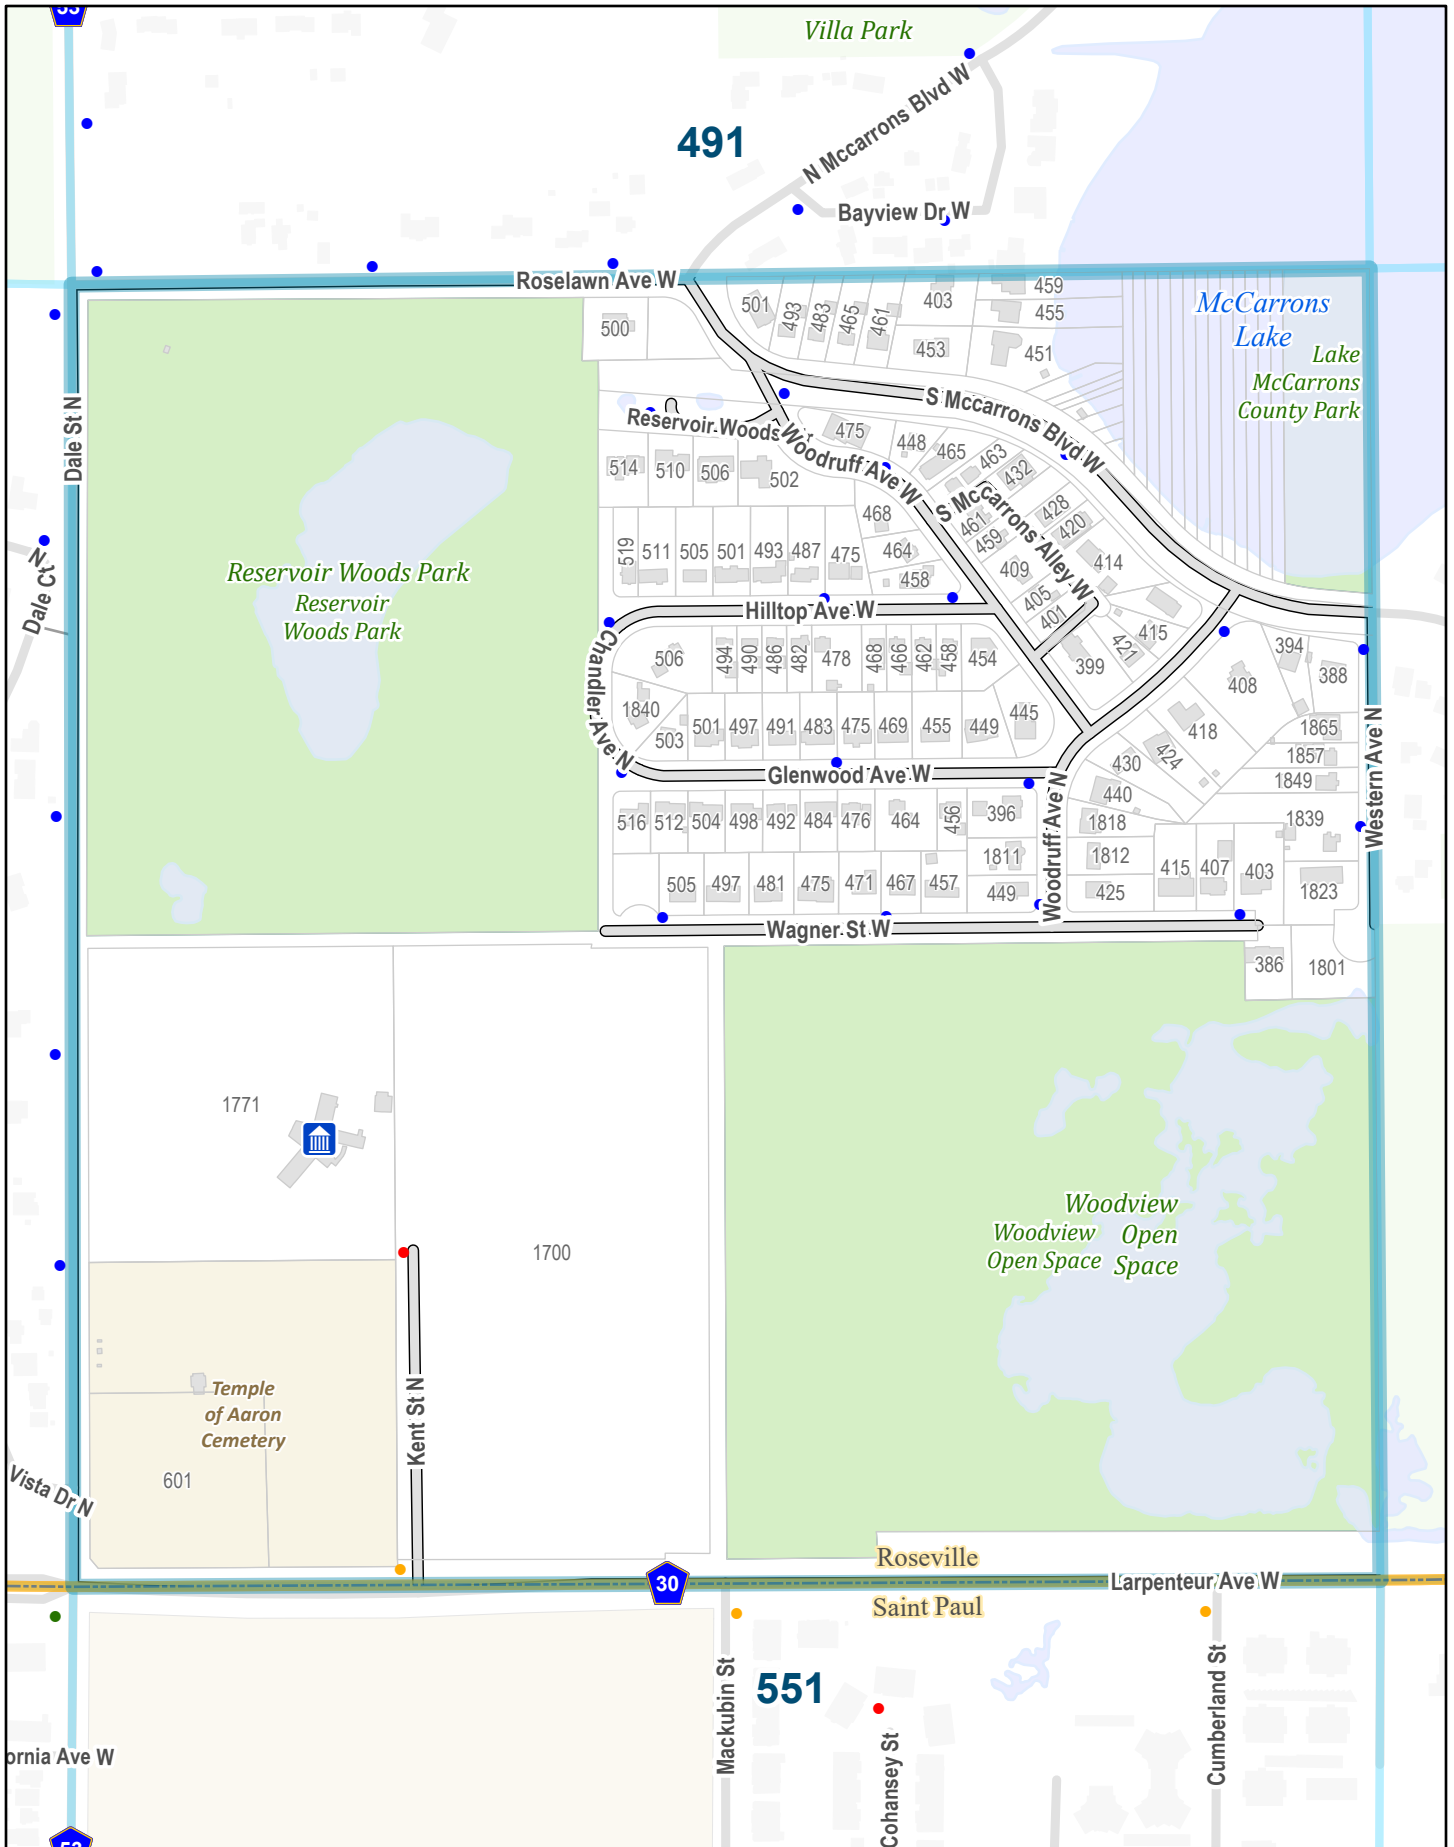 53
Villa Park
N Mccarrons Blvd W
491
Bayview Dr W
Roselawn Ave W
501
493
483
465
461
403
459
455
453
451
500
McCarrons
Lake
Lake
McCarrons
County Park
S Mccarrons Blvd W
Dale St N
Reservoir Woods
Woodruff Ave W
475
448
465
463
432
514
510
506
502
S McCarrons Alley W
468
464
458
461
459
428
420
414
409
405
401
519
511
505
501
493
487
475
N
Dale Ct
Reservoir Woods Park
Reservoir
Woods Park
Hilltop Ave W
Chandler Ave N
506
494
490
486
482
478
468
466
462
458
454
399
421
415
394
388
408
1840
503
501
497
491
483
475
469
455
449
445
418
424
430
440
1865
1857
1849
1839
Western Ave N
Glenwood Ave W
Woodruff Ave N
516
512
504
498
492
484
476
464
456
396
1818
1811
1812
505
497
481
475
471
467
457
449
425
415
407
403
1823
Wagner St W
386
1801
1771
1700
Woodview
Open
Space
Woodview
Open Space
Kent St N
Temple
of Aaron
Cemetery
601
Vista Dr N
Roseville
30
Larpenteur Ave W
Saint Paul
551
Mackubin St
Cohansey St
Cumberland St
ornia Ave W
53